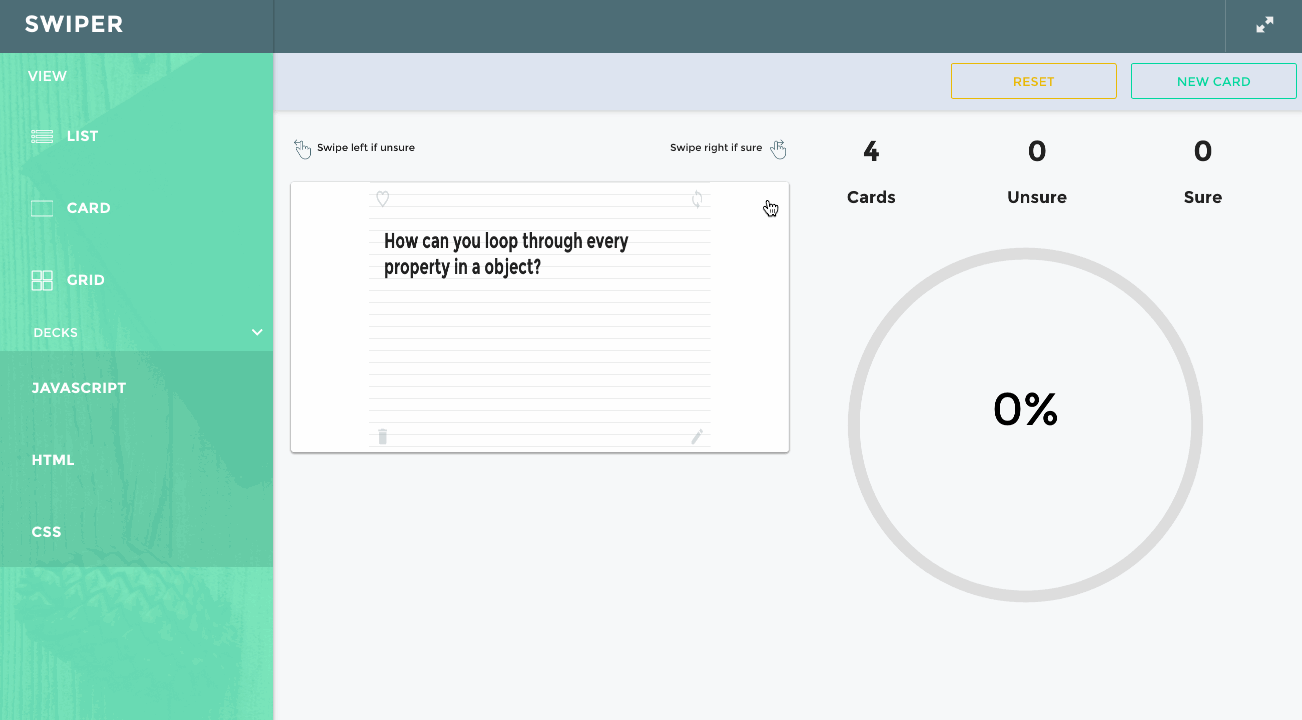 SWIPER
VIEW
LIST
CARD
GRID
DECKS
JAVASCRIPT
HTML
CSS
RESET
NEW CARD
Swipe left if unsure
Swipe right if sure
How can you loop through every
property in a object?
4
0
0
Cards
Unsure
Sure
0%